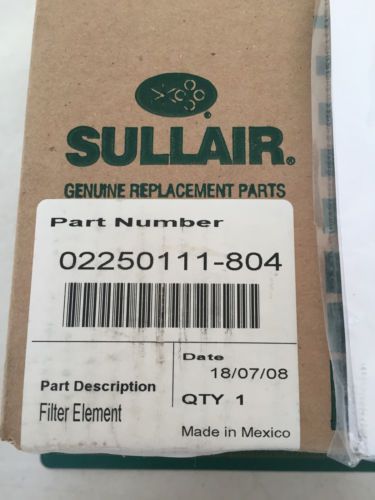 SULLAIR®
GENUINE REPLACEMENT PARTS
Part Number
02250111-804
Date
18/07/08
Part Description
QTY 1
Filter Element
Made in Mexico